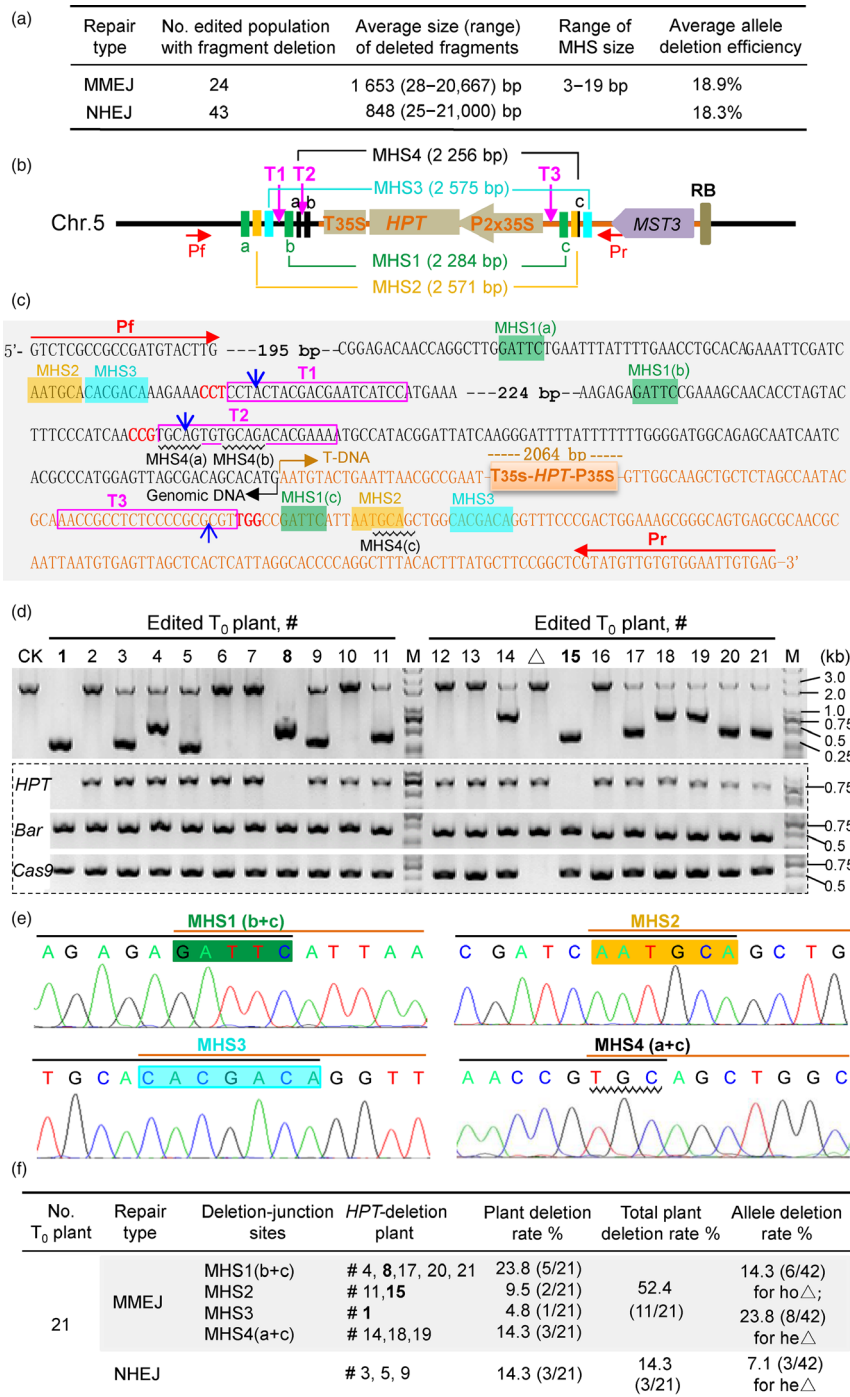 (a)
Repair type No. edited population with fragment deletion Average size (range) of deleted fragments Range of MHS size Average allele deletion efficiency
MMEJ 24 1 653 (28–20,667) bp 3–19 bp 18.9%
NHEJ 43 848 (25–21,000) bp 18.3%
(b)
MHS4 (2 256 bp)
T1 T2 MHS3 (2 575 bp) T3
a b c RB
Chr.5 T35S HPT P2x35S MST3
Pf a b c Pr
MHS1 (2 284 bp)
MHS2 (2 571 bp)
(c)
Pf MHS1(a)
5'- GTCTCGCCGCCGATGTACTTG ---195 bp---CGGAGACAACCAGGCTTGGATTCTGAATTTATTTTGAACCTGCACAGAAATTCGATC
MHS2 MHS3 T1 MHS1(b)
AATGCACACGACAAAGAAACCTCCTACTACGACGAATCATCCATGAAA ---224 bp---AAGAGAGATTCCGAAAGCAACACCTAGTAC
T2
TTTCCCATCAACCGTGCAGTGTGCAGACACGAAAATGCCATACGGATATCAAGGGATTTTATTTTTTTGGGGATGGCAGAGCAATCAATC
MHS4(a) MHS4(b) T-DNA ----2064 bp----
ACGCCCATGGAGTTAGCGACAGCACATGAATGTACTGAATTAACGCCGAAT T35S-HPT-P35S GTTGGCAAGCTGCTCTAGCCAATAC
Genomic DNA
T3 MHS1(c) MHS2 MHS3
GCAAACCGCCTCTCCCCGCGCGTTGGCCGATTCATTAATGCAGCTGGCACGACAGGTTTCCCGACTGGAAAGCGGGCAGTGAGCGCAACGC
MHS4(c)
Pr
AATTAATGTGAGTTAGCTCACTCATTAGGCACCCCAGGCTTTACACTTTATGCTTCCGGCTCGTATGTTGTGTGGAATTGTGAG-3'
(d)
Edited T0 plant, # Edited T0 plant, #
CK 1 2 3 4 5 6 7 8 9 10 11 M 12 13 14 △ 15 16 17 18 19 20 21 M (kb)
3.0
2.0
1.0
0.75
0.5
0.25
HPT 0.75
Bar 0.75
0.5
Cas9 0.75
0.5
(e)
MHS1 (b+c) MHS2
AGAGAGATTCATTAA CGATCAATGCAGCTG
MHS3 MHS4 (a+c)
TGCACACGACAGGTT AACCGTGCAGCTGGC
(f)
No. T0 plant Repair type Deletion-junction sites HPT-deletion plant Plant deletion rate % Total plant deletion rate % Allele deletion rate %
21 MMEJ MHS1(b+c) # 4, 8,17, 20, 21 23.8 (5/21) 52.4 (11/21) 14.3 (6/42) for ho△;
MHS2 # 11,15 9.5 (2/21)
MHS3 # 1 4.8 (1/21) 23.8 (8/42) for he△
MHS4(a+c) # 14,18,19 14.3 (3/21)
NHEJ # 3, 5, 9 14.3 (3/21) 14.3 (3/21) 7.1 (3/42) for he△